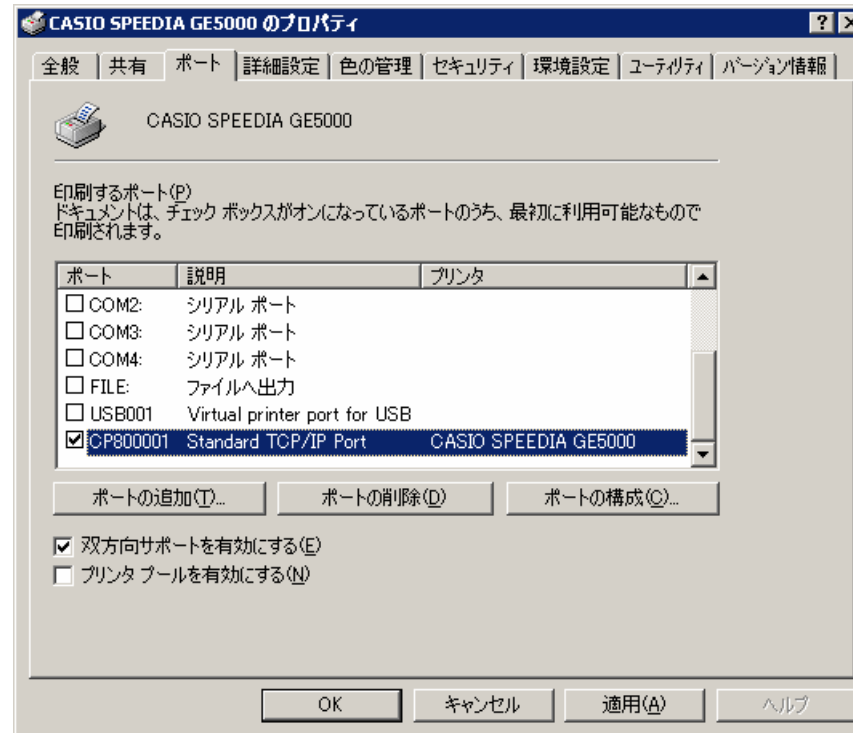 CASIO SPEEDIA GE5000 のプロパティ
全般 共有 ポート 詳細設定 色の管理 セキュリティ 環境設定 ユーティリティ バージョン情報
CASIO SPEEDIA GE5000
印刷するポート(P)
ドキュメントは、チェック ボックスがオンになっているポートのうち、最初に利用可能なもので
印刷されます。
ポート 説明 プリンタ
COM2: シリアル ポート
COM3: シリアル ポート
COM4: シリアル ポート
FILE: ファイルへ出力
USB001 Virtual printer port for USB
CP800001 Standard TCP/IP Port CASIO SPEEDIA GE5000
ポートの追加(T)... ポートの削除(D) ポートの構成(C)...
双方向サポートを有効にする(E)
プリンタ プールを有効にする(N)
OK キャンセル 適用(A) ヘルプ